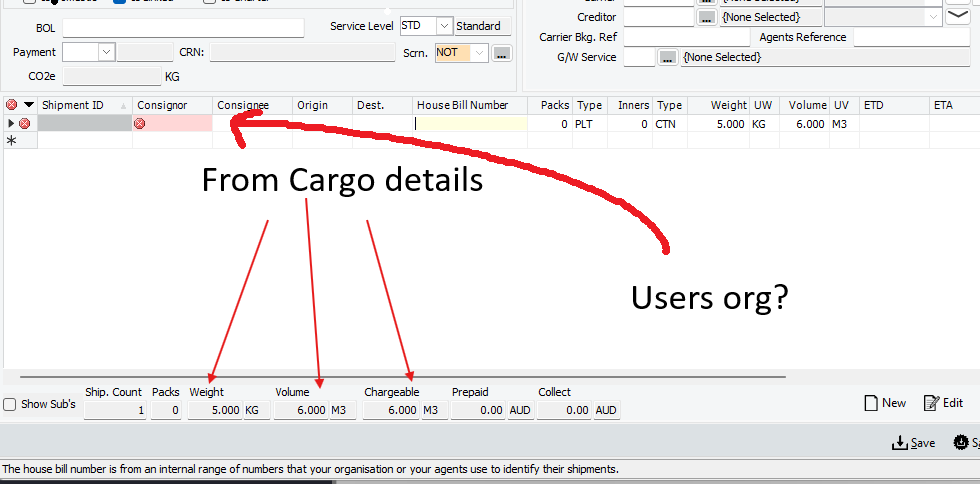 Creditor {None Selected}
BOL Service Level STD Standard
Carrier Bkg. Ref Agents Reference
Payment CRN: Scrn. NOT ...
G/W Service ... {None Selected}
CO2e KG
Shipment ID Consignor Consignee Origin Dest. House Bill Number Packs Type Inners Type Weight UW Volume UV ETD ETA
0 PLT 0 CTN 5.000 KG 6.000 M3
From Cargo details
Users org?
Ship. Count Packs Weight Volume Chargeable Prepaid Collect
Show Sub's 1 0 5.000 KG 6.000 M3 6.000 M3 0.00 AUD 0.00 AUD
New Edit
Save
The house bill number is from an internal range of numbers that your organisation or your agents use to identify their shipments.